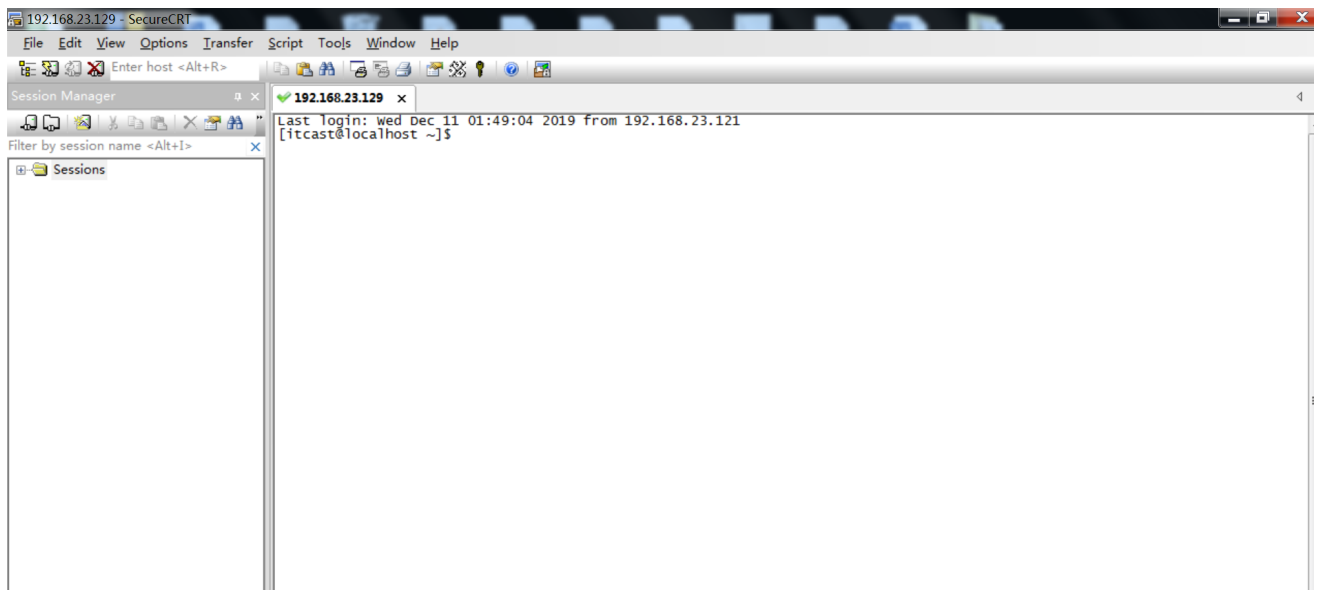 192.168.23.129 - SecureCRT
File Edit View Options Transfer Script Tools Window Help
Enter host <Alt+R>
Session Manager
192.168.23.129
Last login: Wed Dec 11 01:49:04 2019 from 192.168.23.121
[itcast@localhost ~]$
Filter by session name <Alt+I>
Sessions